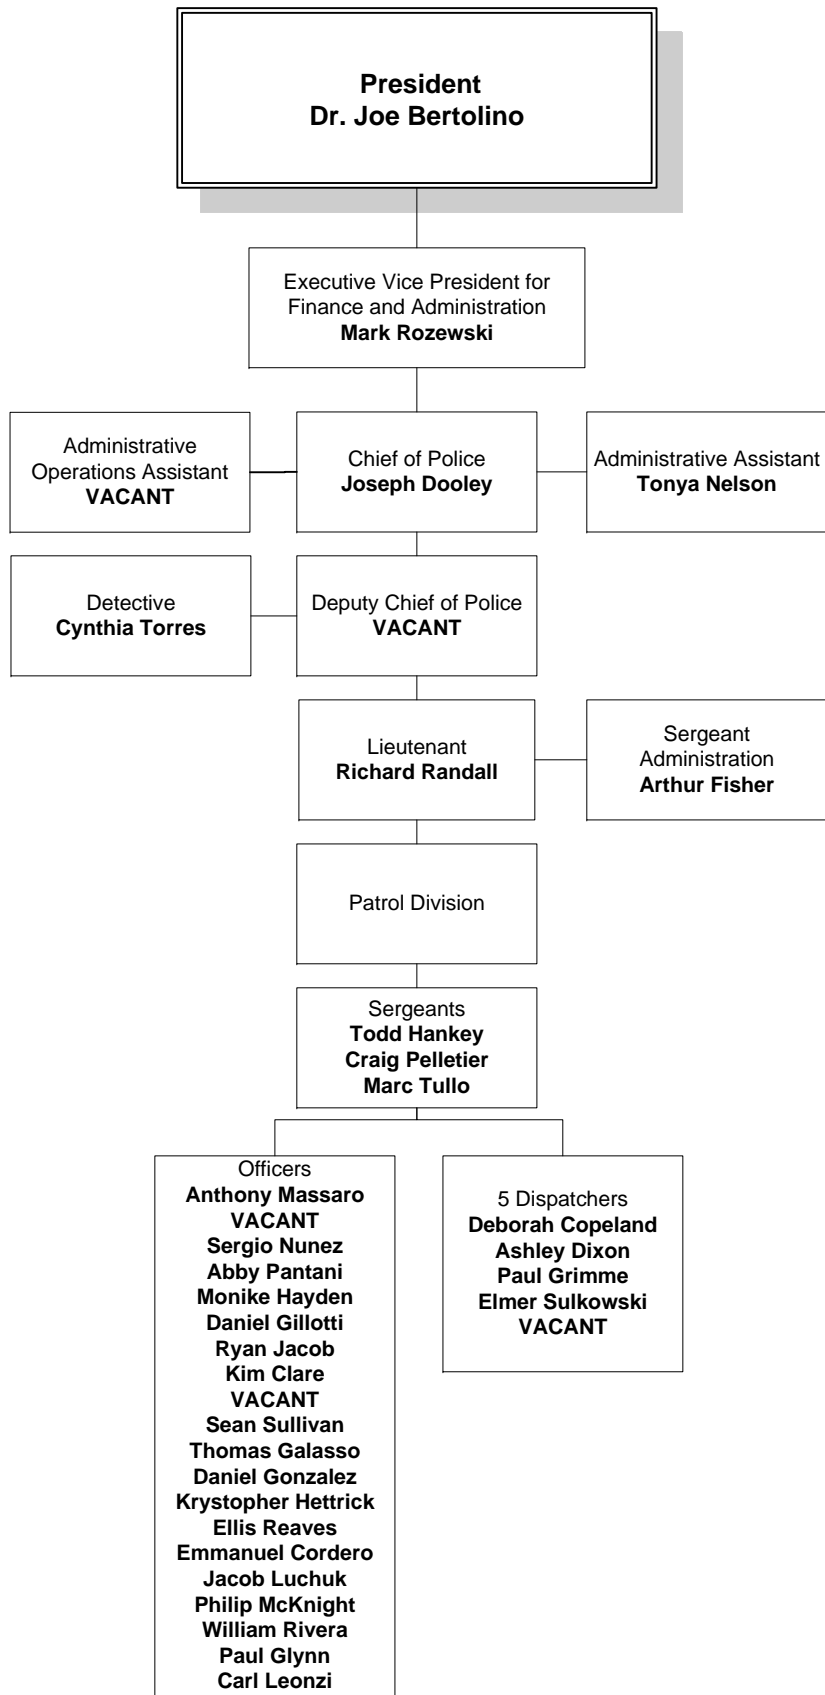 President
Dr. Joe Bertolino
Executive Vice President for
Finance and Administration
Mark Rozewski
Administrative
Operations Assistant
VACANT
Chief of Police
Joseph Dooley
Administrative Assistant
Tonya Nelson
Detective
Cynthia Torres
Deputy Chief of Police
VACANT
Lieutenant
Richard Randall
Sergeant
Administration
Arthur Fisher
Patrol Division
Sergeants
Todd Hankey
Craig Pelletier
Marc Tullo
Officers
Anthony Massaro
VACANT
Sergio Nunez
Abby Pantani
Monike Hayden
Daniel Gillotti
Ryan Jacob
Kim Clare
VACANT
Sean Sullivan
Thomas Galasso
Daniel Gonzalez
Krystopher Hettrick
Ellis Reaves
Emmanuel Cordero
Jacob Luchuk
Philip McKnight
William Rivera
Paul Glynn
Carl Leonzi
5 Dispatchers
Deborah Copeland
Ashley Dixon
Paul Grimme
Elmer Sulkowski
VACANT